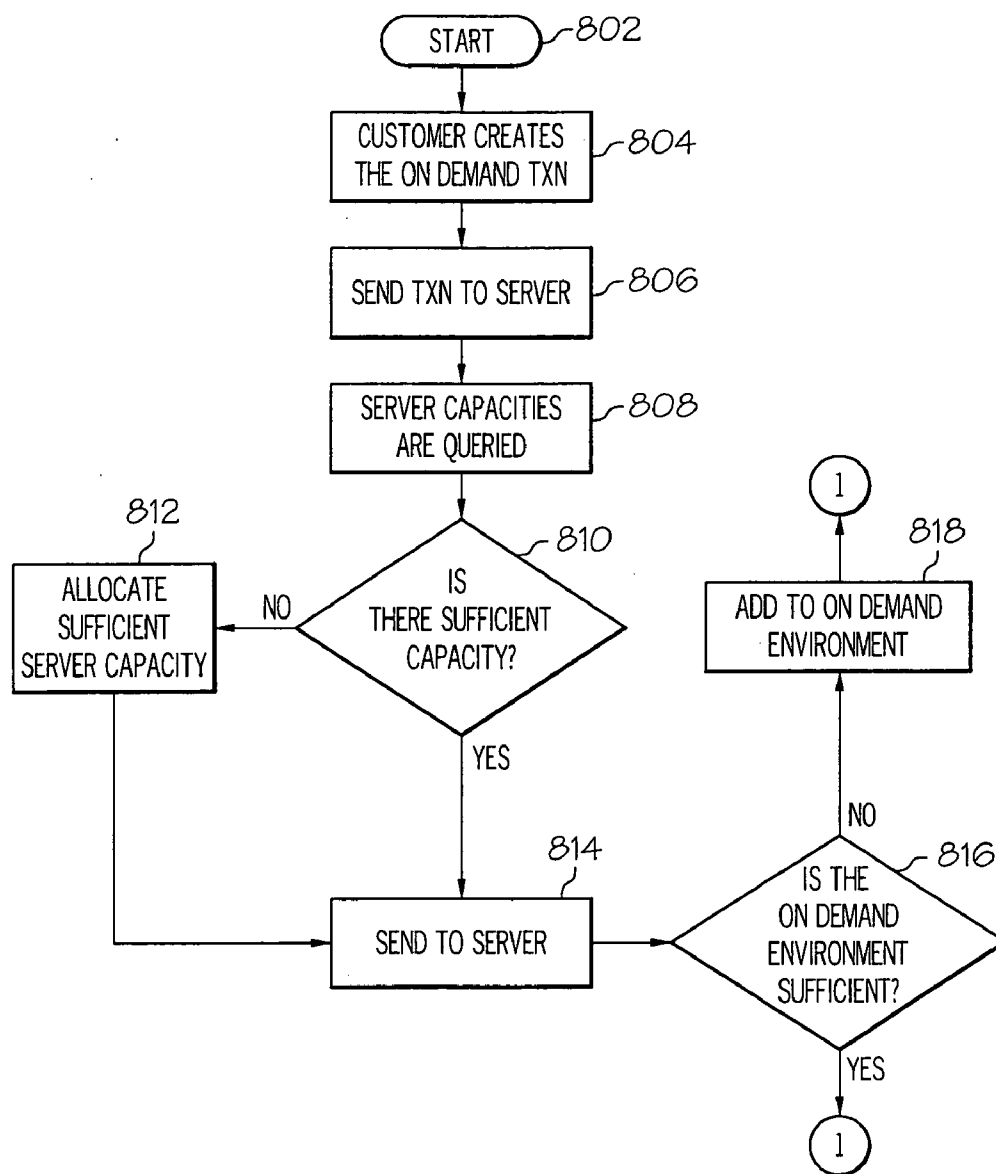 START
802
CUSTOMER CREATES
THE ON DEMAND TXN
804
SEND TXN TO SERVER
806
SERVER CAPACITIES
ARE QUERIED
808
IS
THERE SUFFICIENT
CAPACITY?
810
NO
YES
812
ALLOCATE
SUFFICIENT
SERVER CAPACITY
814
SEND TO SERVER
816
IS THE
ON DEMAND
ENVIRONMENT
SUFFICIENT?
NO
YES
818
ADD TO ON DEMAND
ENVIRONMENT
1
1